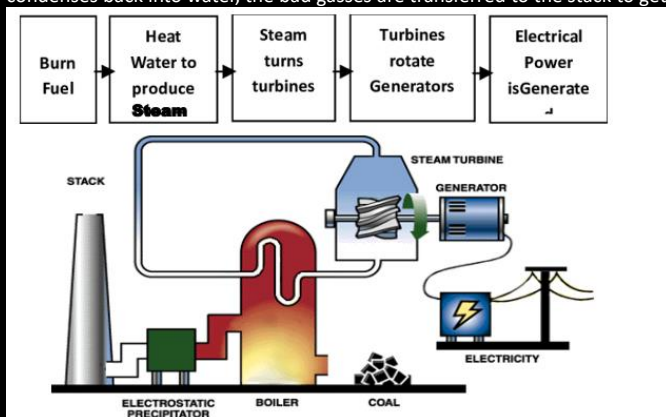 condenses back into water, the bad gasses are transferred to the stack to get
Burn
Fuel
Heat
Water to
produce
Steam
Steam
turns
turbines
Turbines
rotate
Generators
Electrical
Power
isGenerate
STEAM TURBINE
STACK
GENERATOR
ELECTRICITY
ELECTROSTATIC
PRECIPITATOR
BOILER
COAL